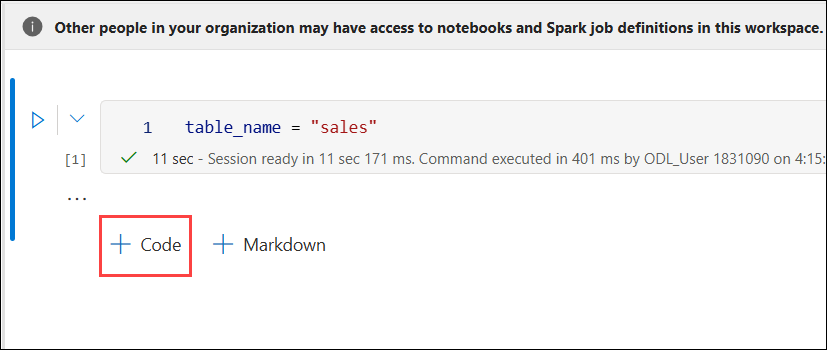 Other people in your organization may have access to notebooks and Spark job definitions in this workspace.
1 table_name = "sales"
[1] 11 sec - Session ready in 11 sec 171 ms. Command executed in 401 ms by ODL_User 1831090 on 4:15:
...
+ Code + Markdown